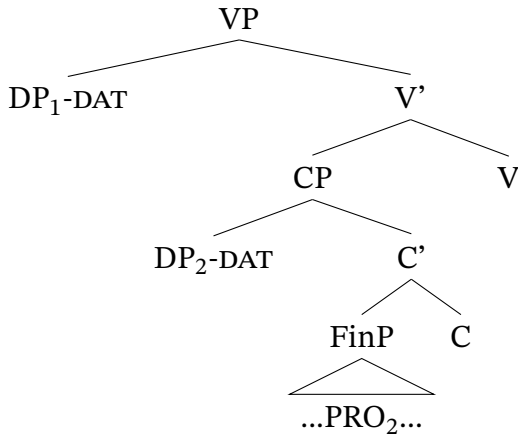 VP
DP₁-DAT V'
CP V
DP₂-DAT C'
FinP C
...PRO₂...